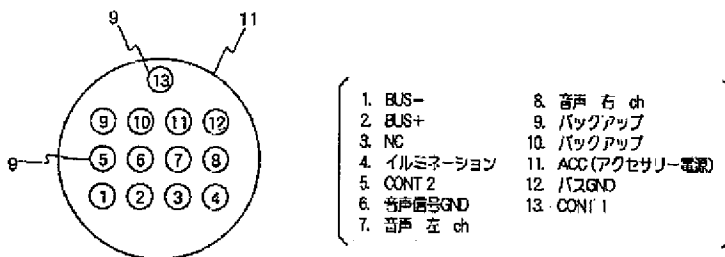 9
11
13
9 10 11 12
9
5 6 7 8
1 2 3 4
1. BUS-
2. BUS+
3. NC
4. イルミネーション
5. CONT 2
6. 音声信号GND
7. 音声 左 ch
8. 音声 右 ch
9. バックアップ
10. バックアップ
11. ACC(アクセサリー電源)
12. バスGND
13. CONT 1